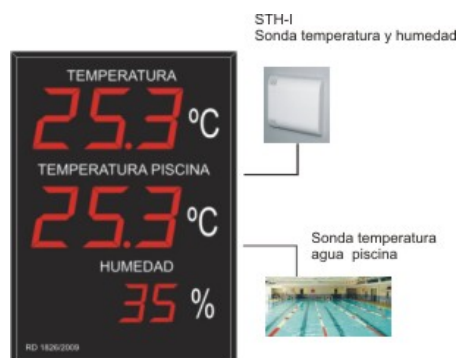 STH-I
Sonda temperatura y humedad
TEMPERATURA
25.3 ºC
TEMPERATURA PISCINA
25.3 ºC
Sonda temperatura
agua piscina
HUMEDAD
35 %
RD 1826/2009